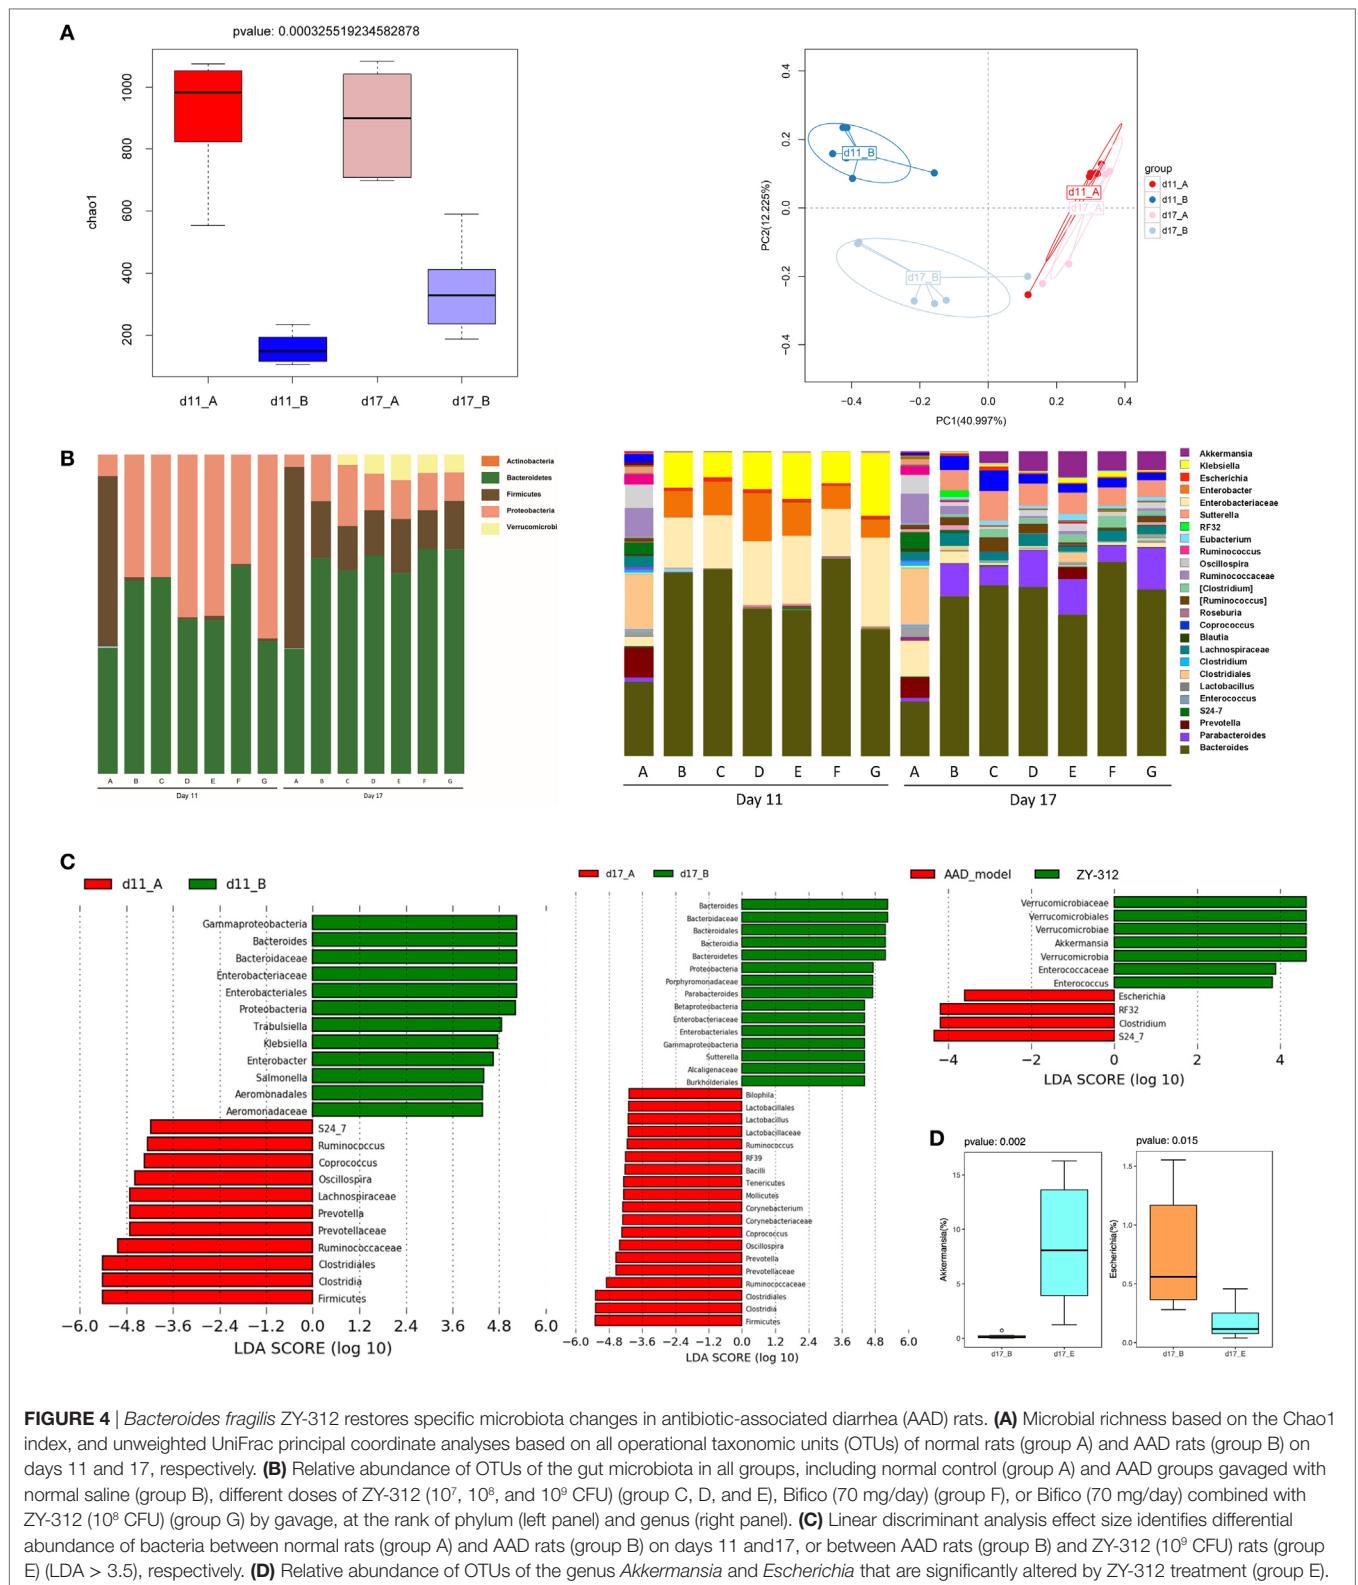 A
pvalue: 0.000325519234582878
chao1
1000
800
600
400
200
d11_A
d11_B
d17_A
d17_B
PC2(12.225%)
0.4
0.2
0.0
−0.2
−0.4
d11_B
d11_A
d17_A
d17_B
−0.4
−0.2
0.0
0.2
0.4
PC1(40.997%)
group
d11_A
d11_B
d17_A
d17_B
B
Actinobacteria
Bacteroidetes
Firmicutes
Proteobacteria
Verrucomicrobi
A B C D E F G A B C D E F G
Day 11 Day 17
A B C D E F G A B C D E F G
Day 11 Day 17
Akkermansia
Klebsiella
Escherichia
Enterobacter
Enterobacteriaceae
Sutterella
RF32
Eubacterium
Ruminococcus
Oscillospira
Ruminococcaceae
[Clostridium]
[Ruminococcus]
Roseburia
Coprococcus
Blautia
Lachnospiraceae
Clostridium
Clostridiales
Lactobacillus
Enterococcus
S24-7
Prevotella
Parabacteroides
Bacteroides
C
d11_A d11_B
Gammaproteobacteria
Bacteroides
Bacteroidaceae
Enterobacteriaceae
Enterobacteriales
Proteobacteria
Trabulsiella
Klebsiella
Enterobacter
Salmonella
Aeromonadales
Aeromonadaceae
S24_7
Ruminococcus
Coprococcus
Oscillospira
Lachnospiraceae
Prevotella
Prevotellaceae
Ruminococcaceae
Clostridiales
Clostridia
Firmicutes
−6.0 −4.8 −3.6 −2.4 −1.2 0.0 1.2 2.4 3.6 4.8 6.0
LDA SCORE (log 10)
d17_A d17_B
Bacteroides
Bacteroidaceae
Bacteroidales
Bacteroidia
Bacteroidetes
Proteobacteria
Porphyromonadaceae
Parabacteroides
Betaproteobacteria
Enterobacteriaceae
Enterobacteriales
Gammaproteobacteria
Sutterella
Alcaligenaceae
Burkholderiales
Bilophila
Lactobacillales
Lactobacillus
Lactobacillaceae
Ruminococcus
RF39
Bacilli
Tenericutes
Mollicutes
Corynebacterium
Corynebacteriaceae
Coprococcus
Oscillospira
Prevotella
Prevotellaceae
Ruminococcaceae
Clostridiales
Clostridia
Firmicutes
−6.0 −4.8 −3.6 −2.4 −1.2 0.0 1.2 2.4 3.6 4.8 6.0
LDA SCORE (log 10)
AAD_model ZY-312
Verrucomicrobiaceae
Verrucomicrobiales
Verrucomicrobiae
Akkermansia
Verrucomicrobia
Enterococcaceae
Enterococcus
Escherichia
RF32
Clostridium
S24_7
−4 −2 0 2 4
LDA SCORE (log 10)
D
pvalue: 0.002
Akkermansia(%)
15
10
5
0
d17_B d17_E
pvalue: 0.015
Escherichia(%)
1.5
1.0
0.5
0.0
d17_B d17_E
FIGURE 4 | Bacteroides fragilis ZY-312 restores specific microbiota changes in antibiotic-associated diarrhea (AAD) rats. (A) Microbial richness based on the Chao1
index, and unweighted UniFrac principal coordinate analyses based on all operational taxonomic units (OTUs) of normal rats (group A) and AAD rats (group B) on
days 11 and 17, respectively. (B) Relative abundance of OTUs of the gut microbiota in all groups, including normal control (group A) and AAD groups gavaged with
normal saline (group B), different doses of ZY-312 (10⁷, 10⁸, and 10⁹ CFU) (group C, D, and E), Bifico (70 mg/day) (group F), or Bifico (70 mg/day) combined with
ZY-312 (10⁸ CFU) (group G) by gavage, at the rank of phylum (left panel) and genus (right panel). (C) Linear discriminant analysis effect size identifies differential
abundance of bacteria between normal rats (group A) and AAD rats (group B) on days 11 and17, or between AAD rats (group B) and ZY-312 (10⁹ CFU) rats (group
E) (LDA > 3.5), respectively. (D) Relative abundance of OTUs of the genus Akkermansia and Escherichia that are significantly altered by ZY-312 treatment (group E).